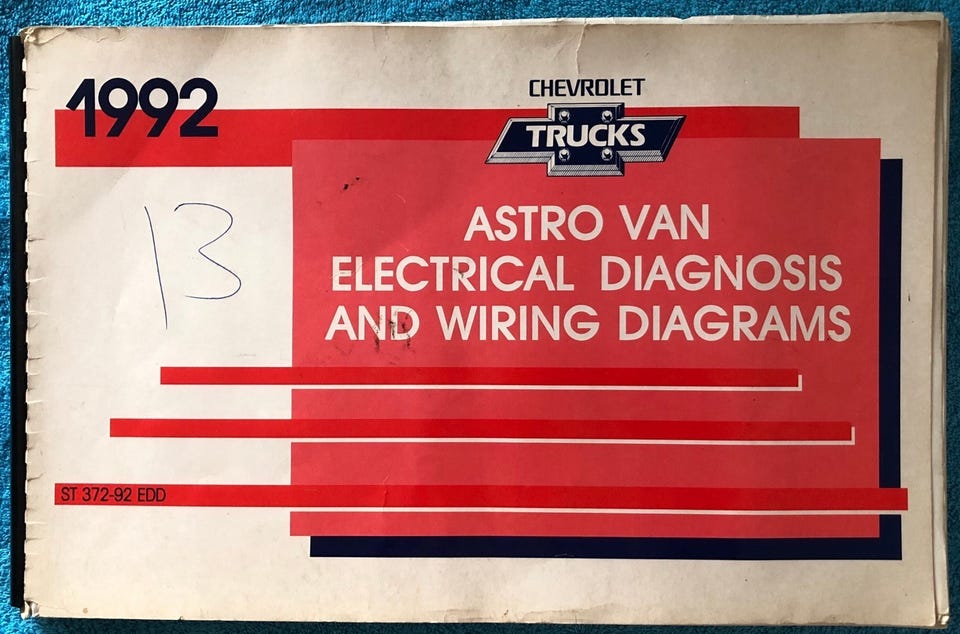 1992
CHEVROLET
TRUCKS
13
ASTRO VAN
ELECTRICAL DIAGNOSIS
AND WIRING DIAGRAMS
ST 372-92 EDD